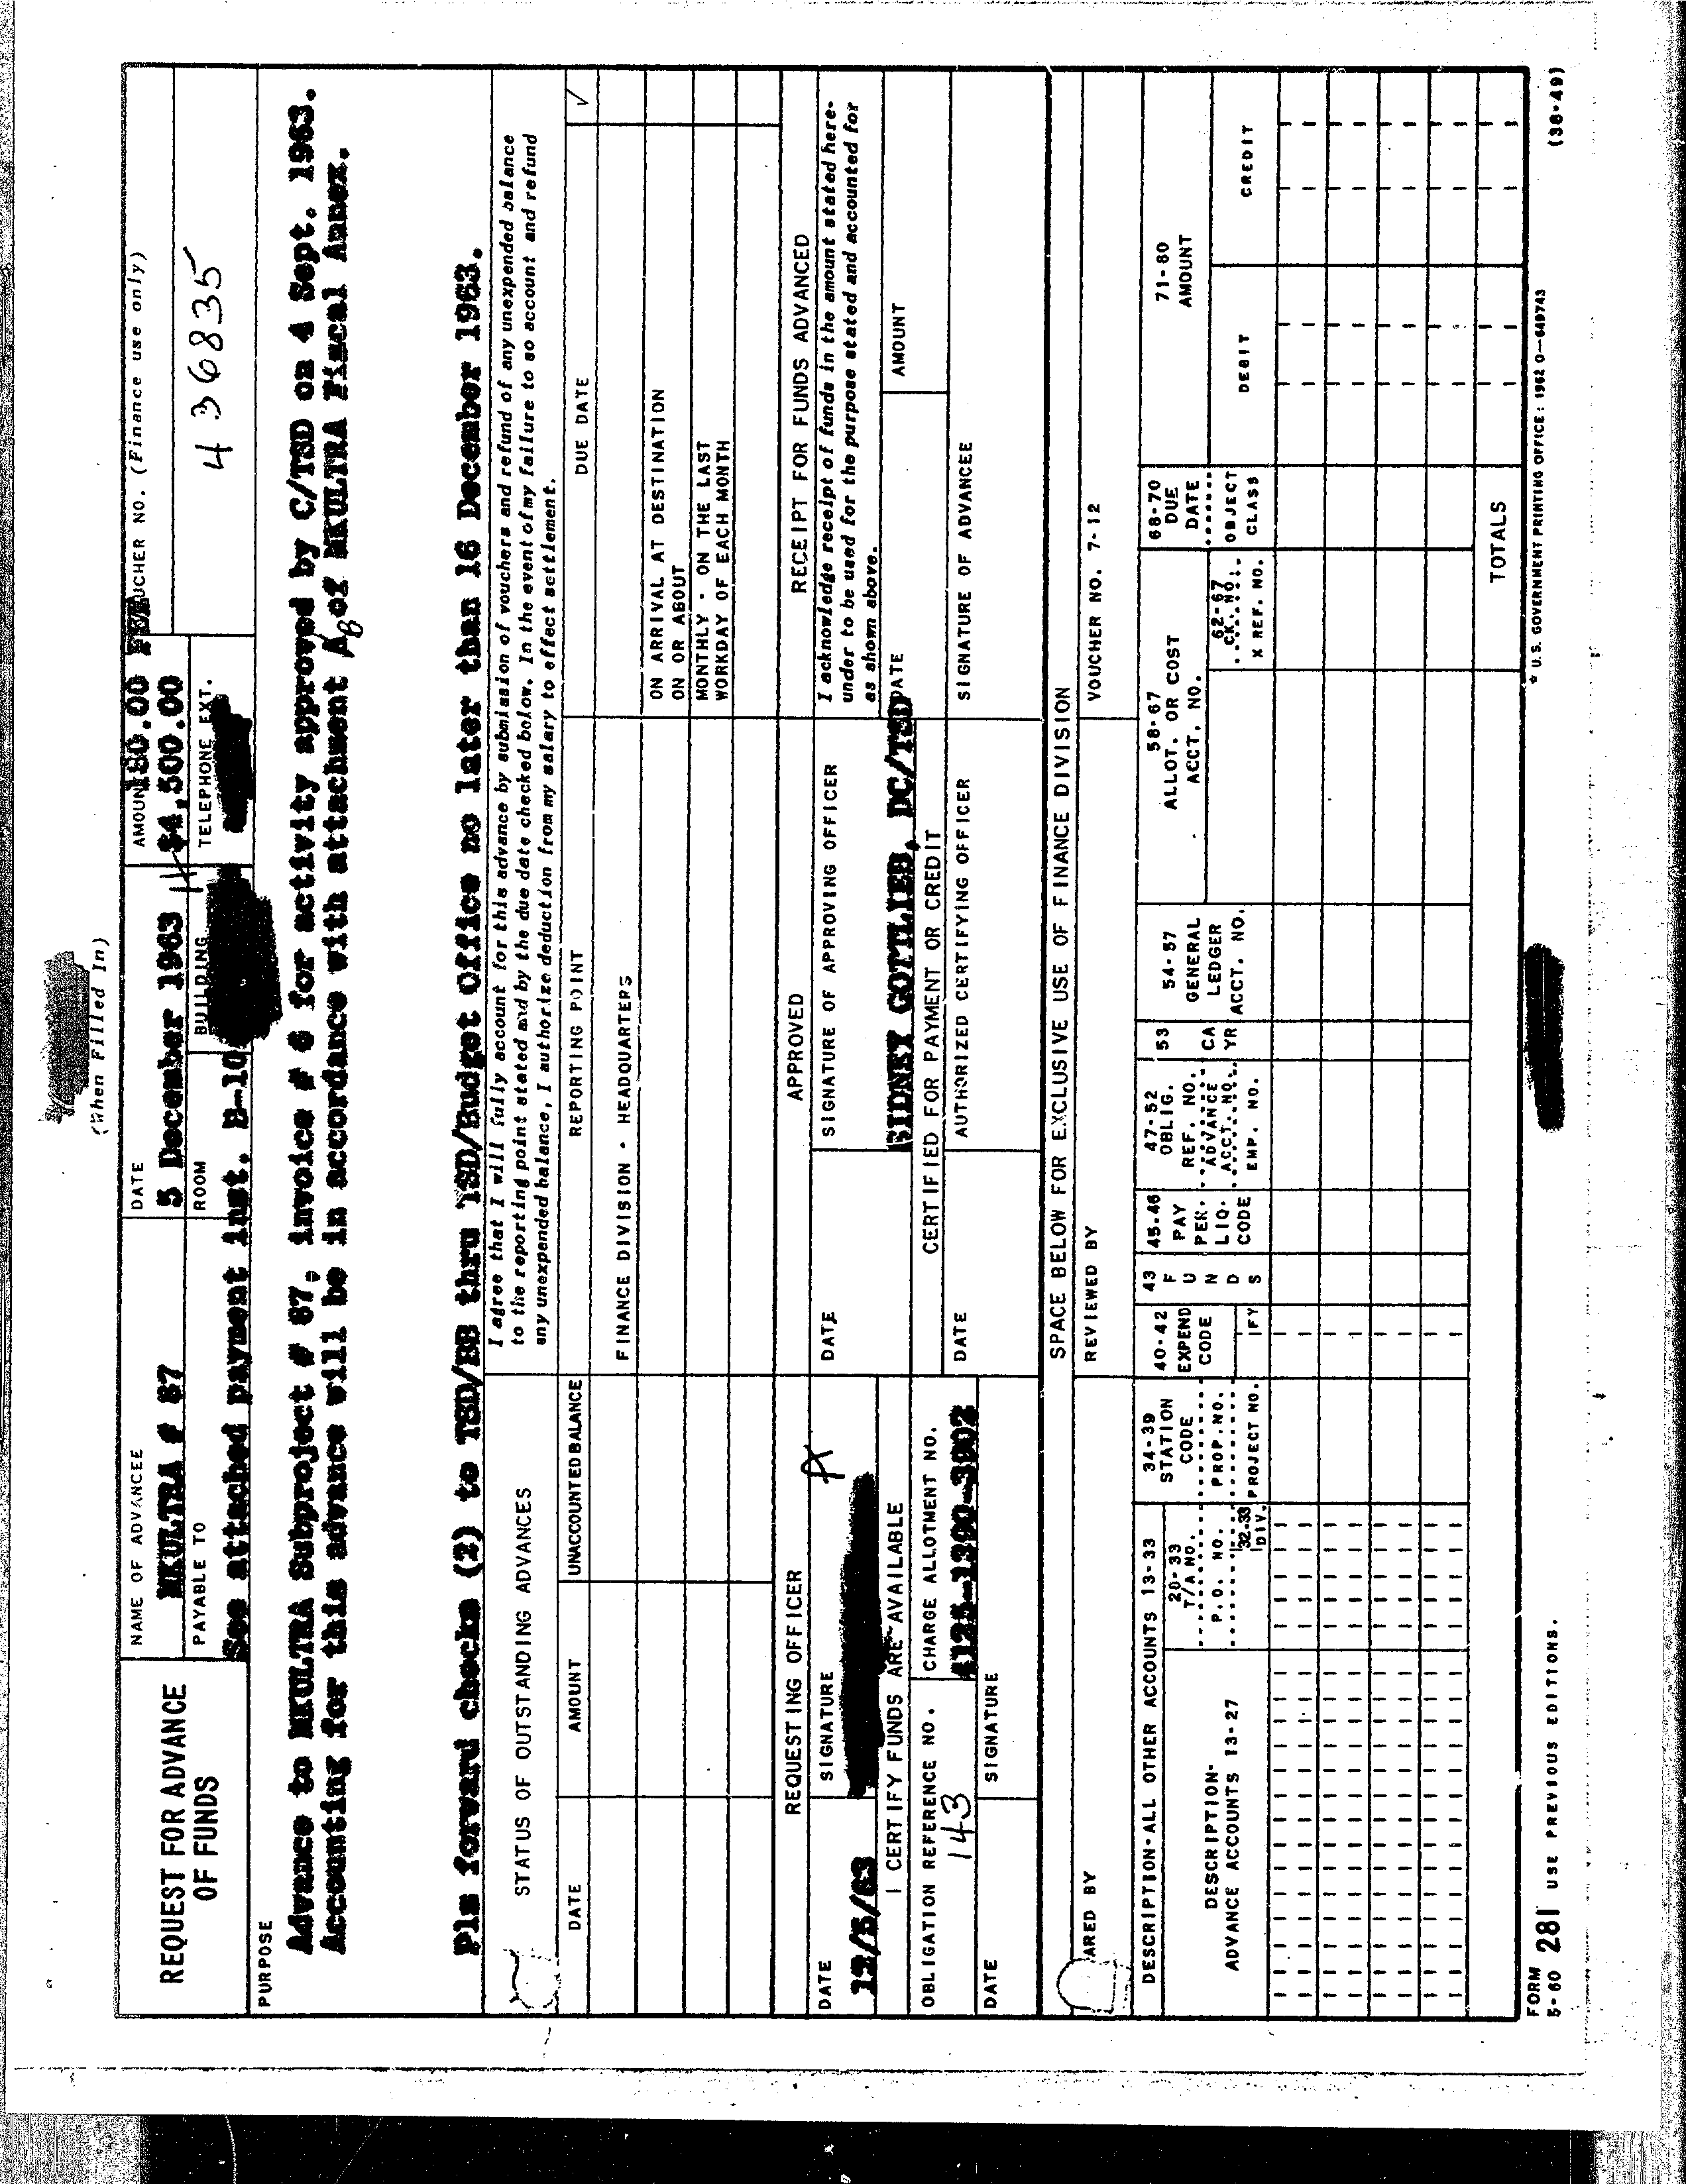 (When Filled In)
REQUEST FOR ADVANCE
OF FUNDS
NAME OF ADVANCEE
MKULTRA # 87
DATE
5 December 1963
AMOUNT
180.00 FEE
$4,500.00
VOUCHER NO. (Finance use only)
436835
PAYABLE TO
See attached payment inst. B-10
ROOM
BUILDING
TELEPHONE EXT.
PURPOSE
Advance to MKULTRA Subproject # 87, invoice # 6 for activity approved by C/TSD on 4 Sept. 1963.
Accounting for this advance will be in accordance with attachment A B of MKULTRA Fiscal Annex.
Pls forward checks (2) to TSD/BB thru TSD/Budget Office no later than 16 December 1963.
STATUS OF OUTSTANDING ADVANCES
I agree that I will fully account for this advance by submission of vouchers and refund of any unexpended balance
to the reporting point stated and by the due date checked below. In the event of my failure to so account and refund
any unexpended balance, I authorize deduction from my salary to effect settlement.
DATE
AMOUNT
UNACCOUNTED BALANCE
REPORTING POINT
DUE DATE
✓
FINANCE DIVISION - HEADQUARTERS
ON ARRIVAL AT DESTINATION
ON OR ABOUT
MONTHLY - ON THE LAST
WORKDAY OF EACH MONTH
REQUESTING OFFICER
APPROVED
RECEIPT FOR FUNDS ADVANCED
DATE
12/5/63
SIGNATURE
DATE
SIGNATURE OF APPROVING OFFICER
SIDNEY GOTTLIEB, DC/TSD
I acknowledge receipt of funds in the amount stated here-
under to be used for the purpose stated and accounted for
as shown above.
I CERTIFY FUNDS ARE AVAILABLE
DATE
AMOUNT
OBLIGATION REFERENCE NO.
143
CHARGE ALLOTMENT NO.
4125-1390-3902
CERTIFIED FOR PAYMENT OR CREDIT
DATE
SIGNATURE
DATE
AUTHORIZED CERTIFYING OFFICER
SIGNATURE OF ADVANCEE
SPACE BELOW FOR EXCLUSIVE USE OF FINANCE DIVISION
ARED BY
REVIEWED BY
VOUCHER NO. 7-12
DESCRIPTION-ALL OTHER ACCOUNTS 13-33
DESCRIPTION-
ADVANCE ACCOUNTS 13-27
28-33
T/A NO.
P.O. NO.
32-33
DIV.
34-39
STATION
CODE
PROP. NO.
PROJECT NO.
40-42
EXPEND
CODE
IFY
43
F
U
N
D
S
45-46
PAY
PER.
LIQ.
CODE
47-52
OBLIG.
REF. NO.
ADVANCE
ACCT. NO.
EMP. NO.
53
CA
YR
54-57
GENERAL
LEDGER
ACCT. NO.
58-67
ALLOT. OR COST
ACCT. NO.
62-67
CK. NO.
X REF. NO.
68-70
DUE
DATE
OBJECT
CLASS
71-80
AMOUNT
DEBIT
CREDIT
TOTALS
FORM
5-60 281 USE PREVIOUS EDITIONS.
* U.S. GOVERNMENT PRINTING OFFICE: 1962 O—649743
(38-49)